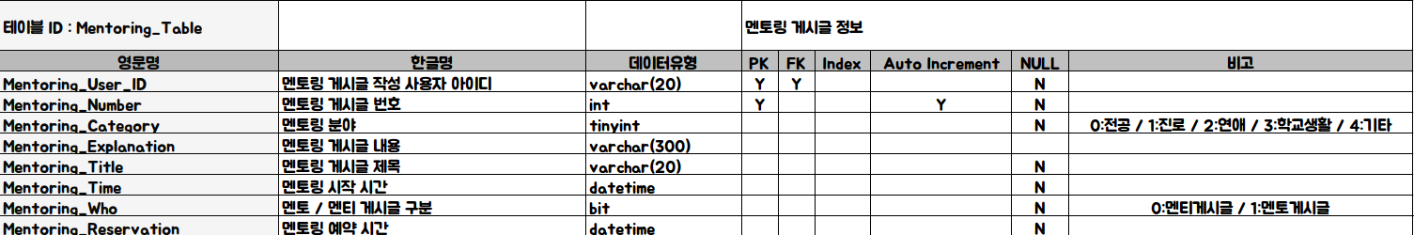 테이블 ID : Mentoring_Table 멘토링 게시글 정보
영문명 한글명 데이터유형 PK FK Index Auto Increment NULL 비고
Mentoring_User_ID 멘토링 게시글 작성 사용자 아이디 varchar(20) Y Y N
Mentoring_Number 멘토링 게시글 번호 int Y Y N
Mentoring_Category 멘토링 분야 tinyint N 0:전공 / 1:진로 / 2:연애 / 3:학교생활 / 4:기타
Mentoring_Explanation 멘토링 게시글 내용 varchar(300)
Mentoring_Title 멘토링 게시글 제목 varchar(20) N
Mentoring_Time 멘토링 시작 시간 datetime N
Mentoring_Who 멘토 / 멘티 게시글 구분 bit N 0:멘티게시글 / 1:멘토게시글
Mentoring_Reservation 멘토링 예약 시간 datetime N